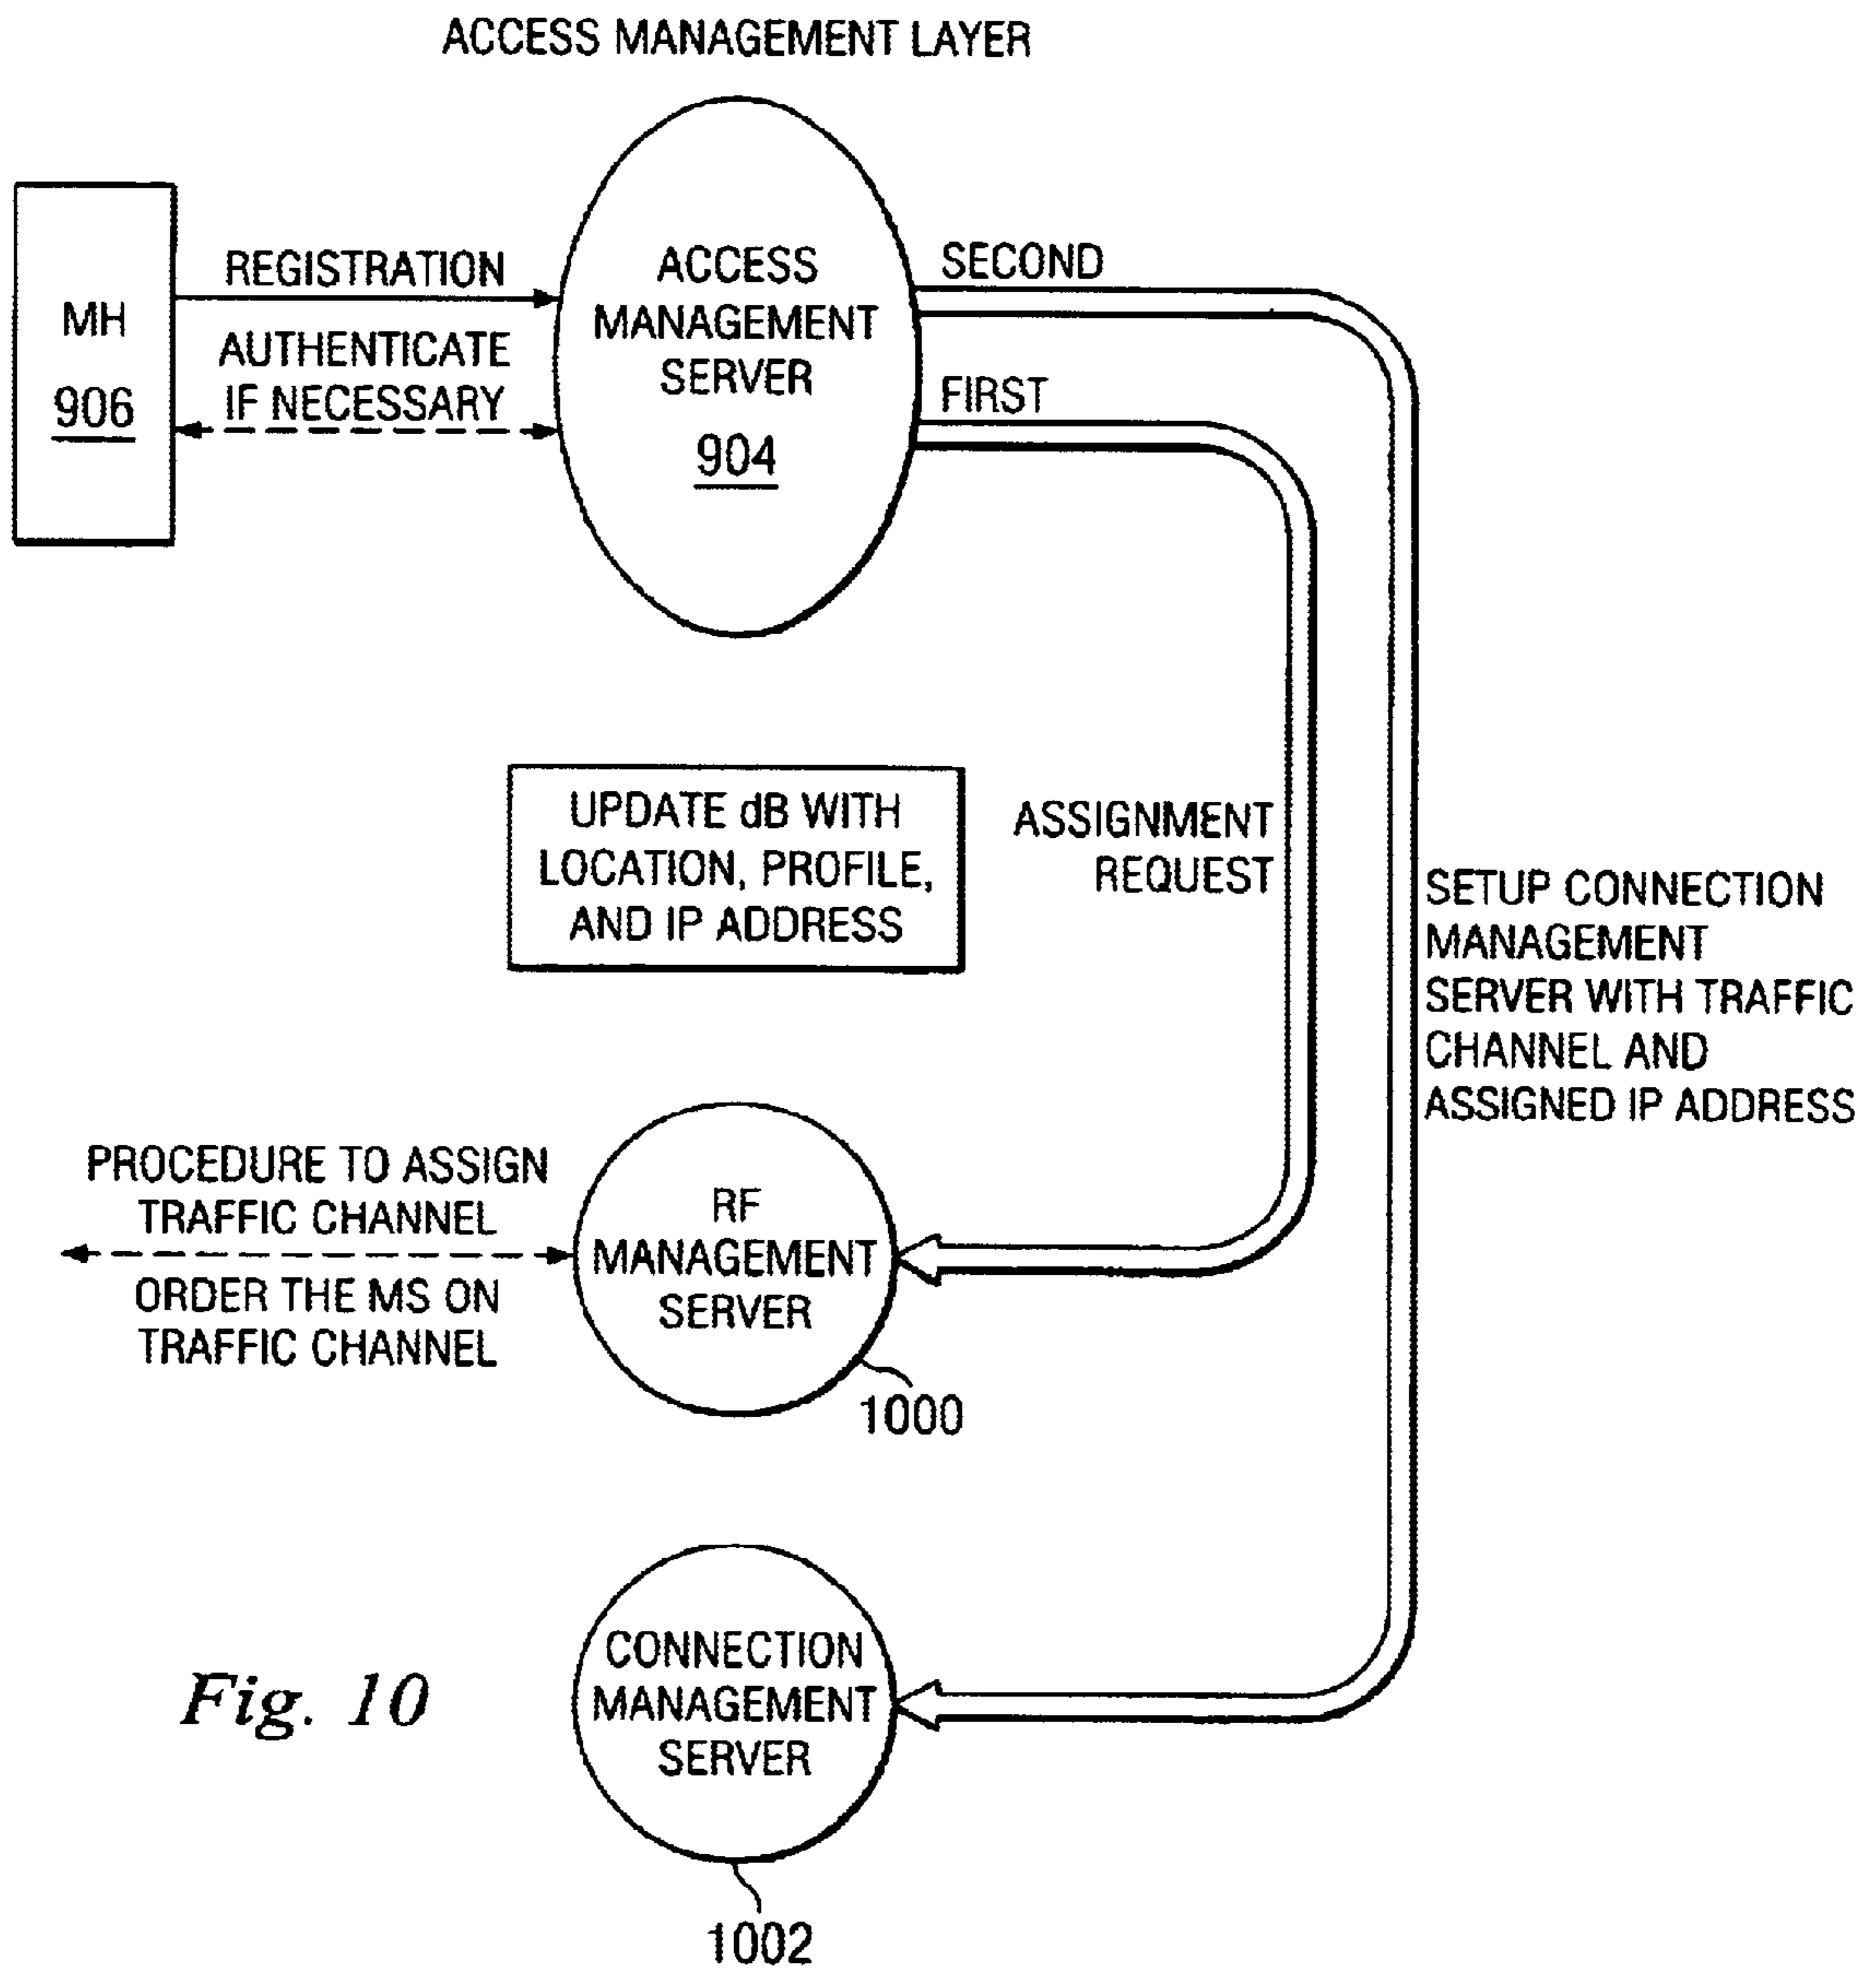 ACCESS MANAGEMENT LAYER
MH
906
REGISTRATION
AUTHENTICATE
IF NECESSARY
ACCESS
MANAGEMENT
SERVER
904
SECOND
FIRST
UPDATE dB WITH
LOCATION, PROFILE,
AND IP ADDRESS
ASSIGNMENT
REQUEST
SETUP CONNECTION
MANAGEMENT
SERVER WITH TRAFFIC
CHANNEL AND
ASSIGNED IP ADDRESS
PROCEDURE TO ASSIGN
TRAFFIC CHANNEL
ORDER THE MS ON
TRAFFIC CHANNEL
RF
MANAGEMENT
SERVER
1000
Fig. 10
CONNECTION
MANAGEMENT
SERVER
1002